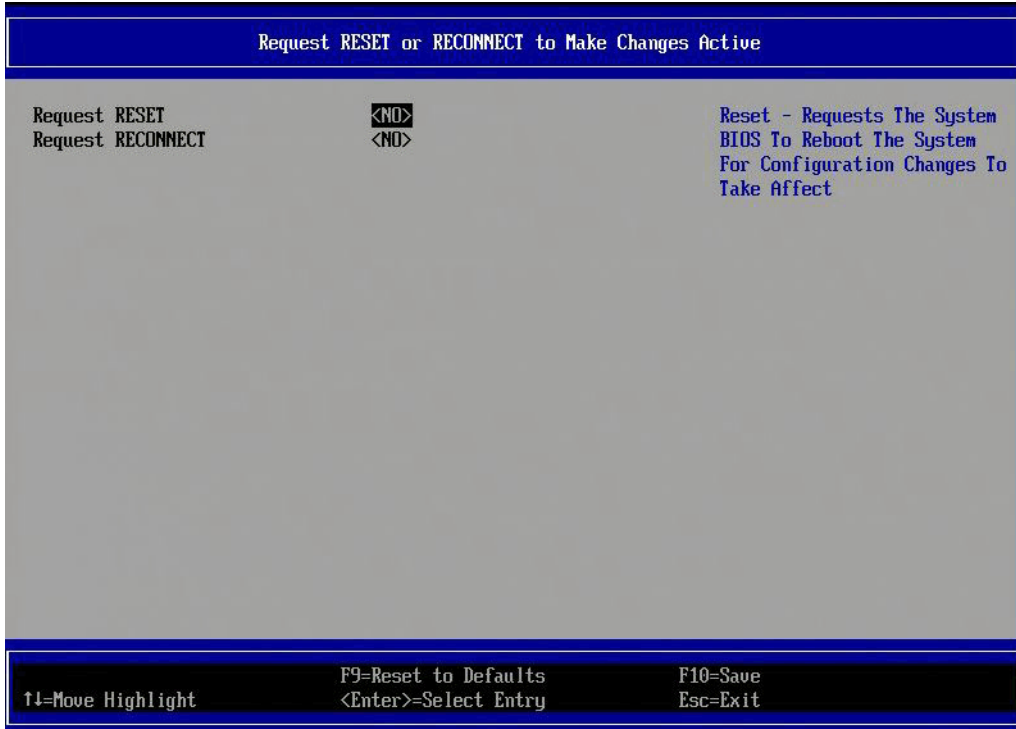 Request RESET or RECONNECT to Make Changes Active
Request RESET <NO>
Request RECONNECT <NO>
Reset - Requests The System
BIOS To Reboot The System
For Configuration Changes To
Take Affect
F9=Reset to Defaults F10=Save
↑↓=Move Highlight <Enter>=Select Entry Esc=Exit